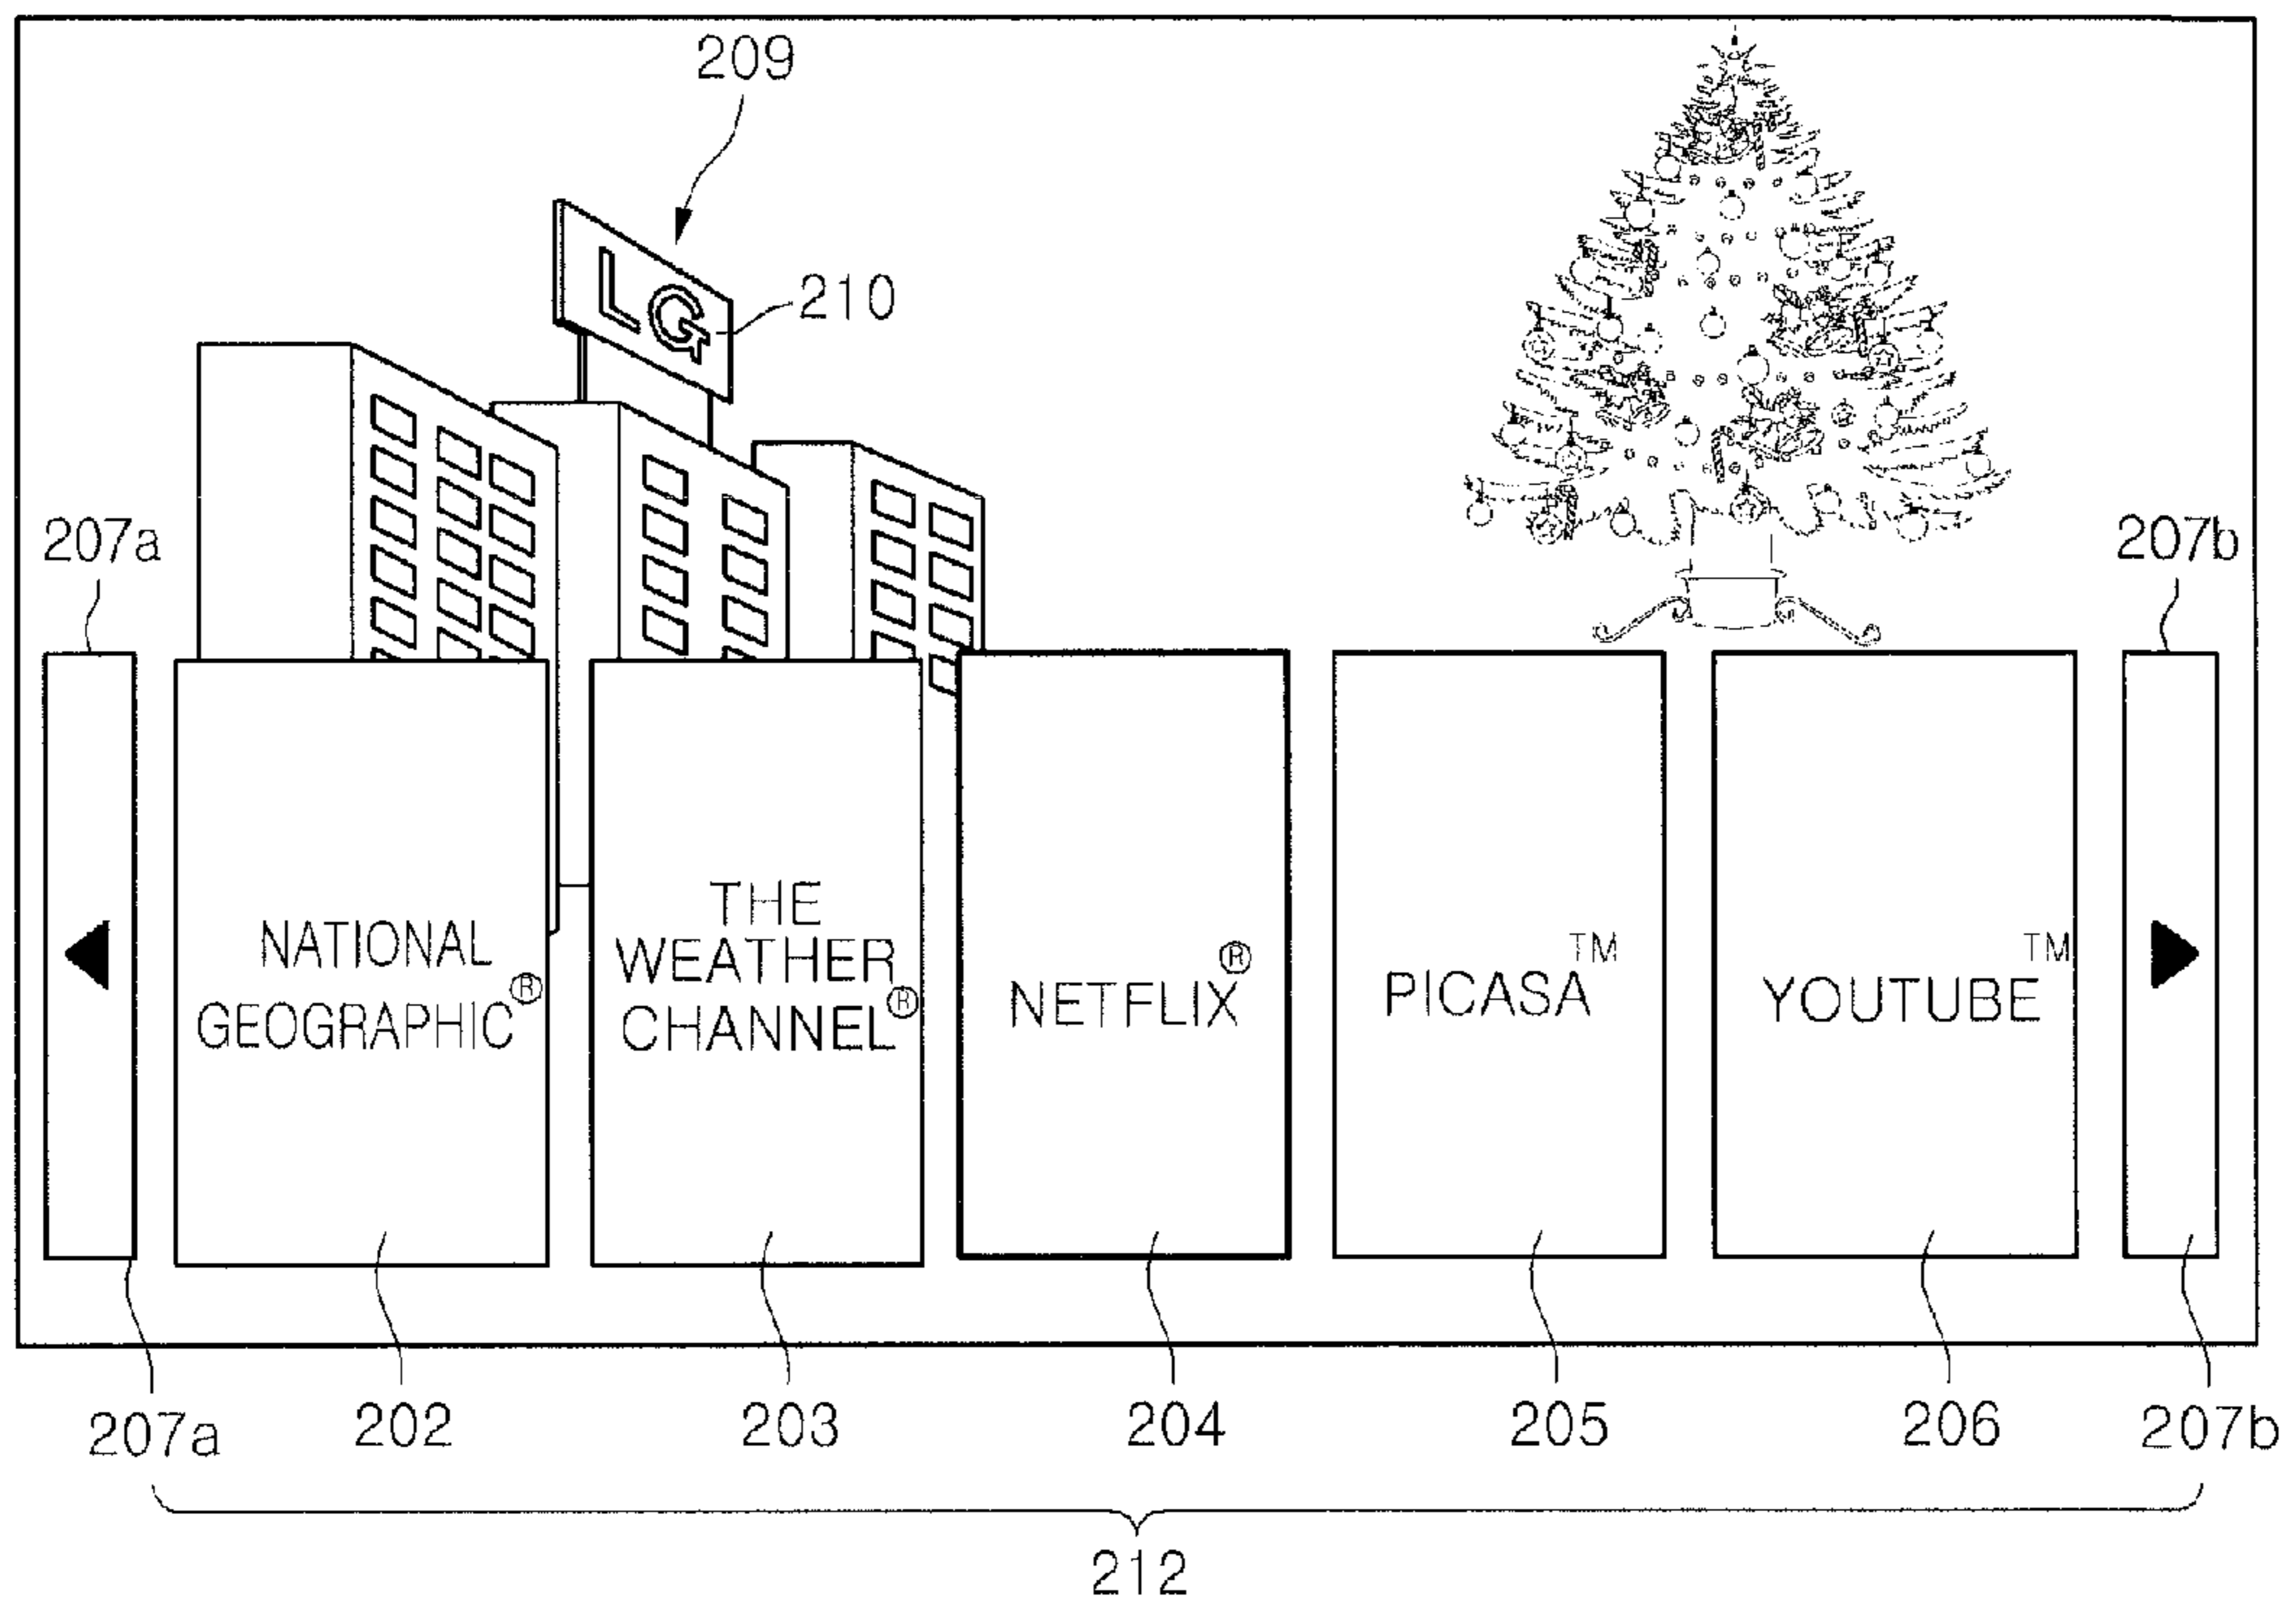 209
LG
210
207a
207b
◀
NATIONAL
GEOGRAPHIC®
THE
WEATHER
CHANNEL®
NETFLIX®
PICASA™
YOUTUBE™
▶
207a
202
203
204
205
206
207b
212